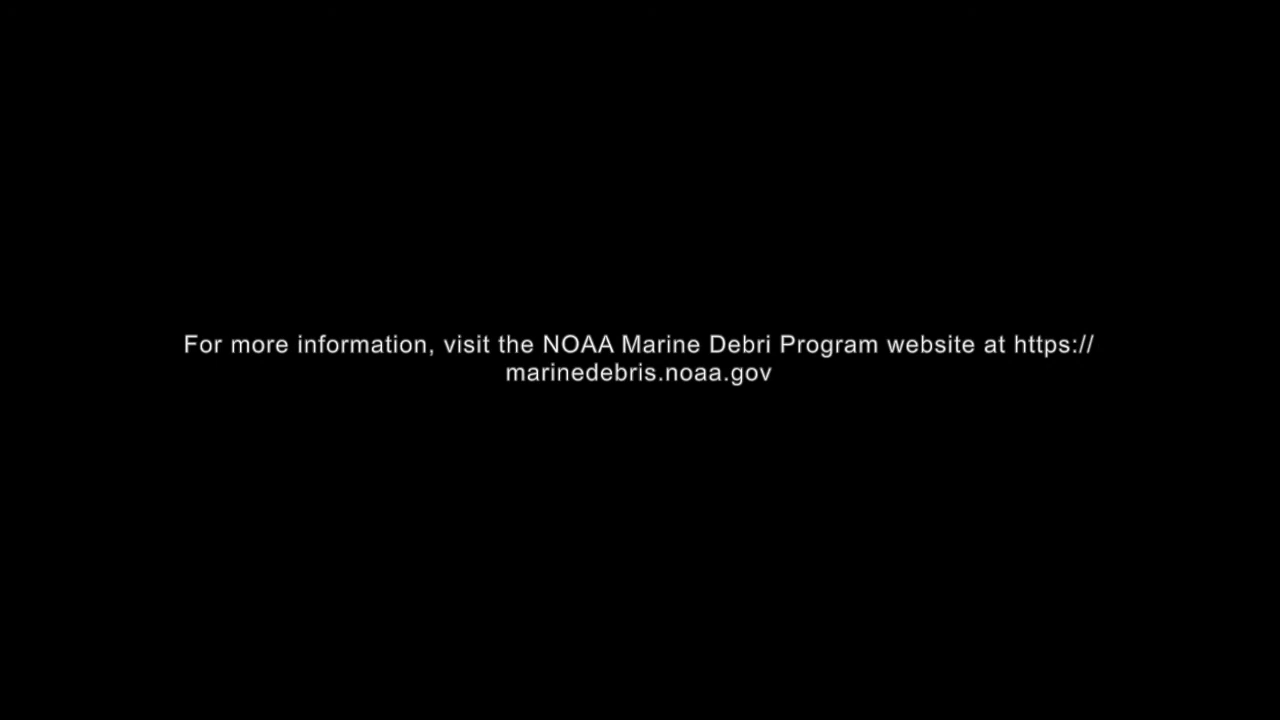 For more information, visit the NOAA Marine Debri Program website at https://
marinedebris.noaa.gov